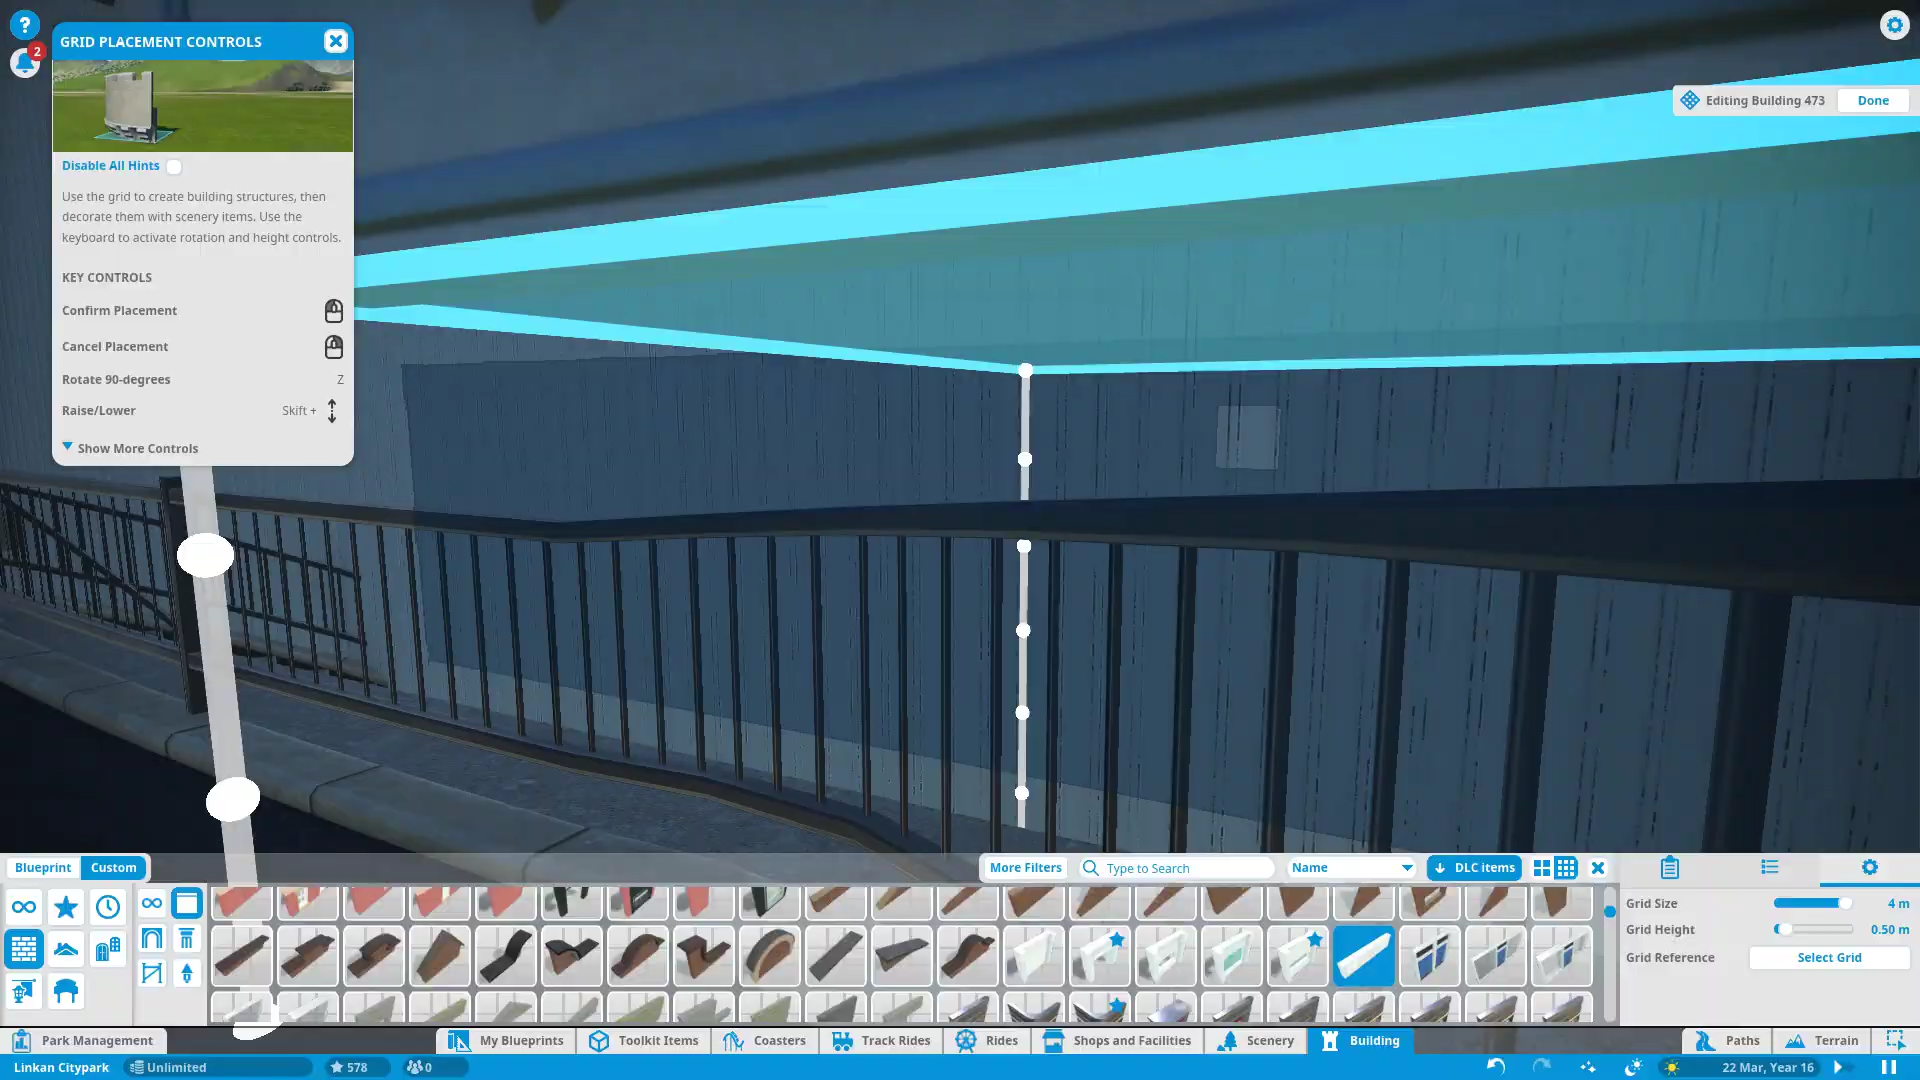 GRID PLACEMENT CONTROLS
2
Editing Building 473
Done
Disable All Hints
Use the grid to create building structures, then
decorate them with scenery items. Use the
keyboard to activate rotation and height controls.
KEY CONTROLS
Confirm Placement
Cancel Placement
Rotate 90-degrees Z
Raise/Lower Skift +
Show More Controls
Blueprint Custom
More Filters Type to Search Name DLC items
Grid Size 4 m
Grid Height 0.50 m
Grid Reference Select Grid
Park Management My Blueprints Toolkit Items Coasters Track Rides Rides Shops and Facilities Scenery Building Paths Terrain
Linkan Citypark Unlimited 578 0 22 Mar, Year 16